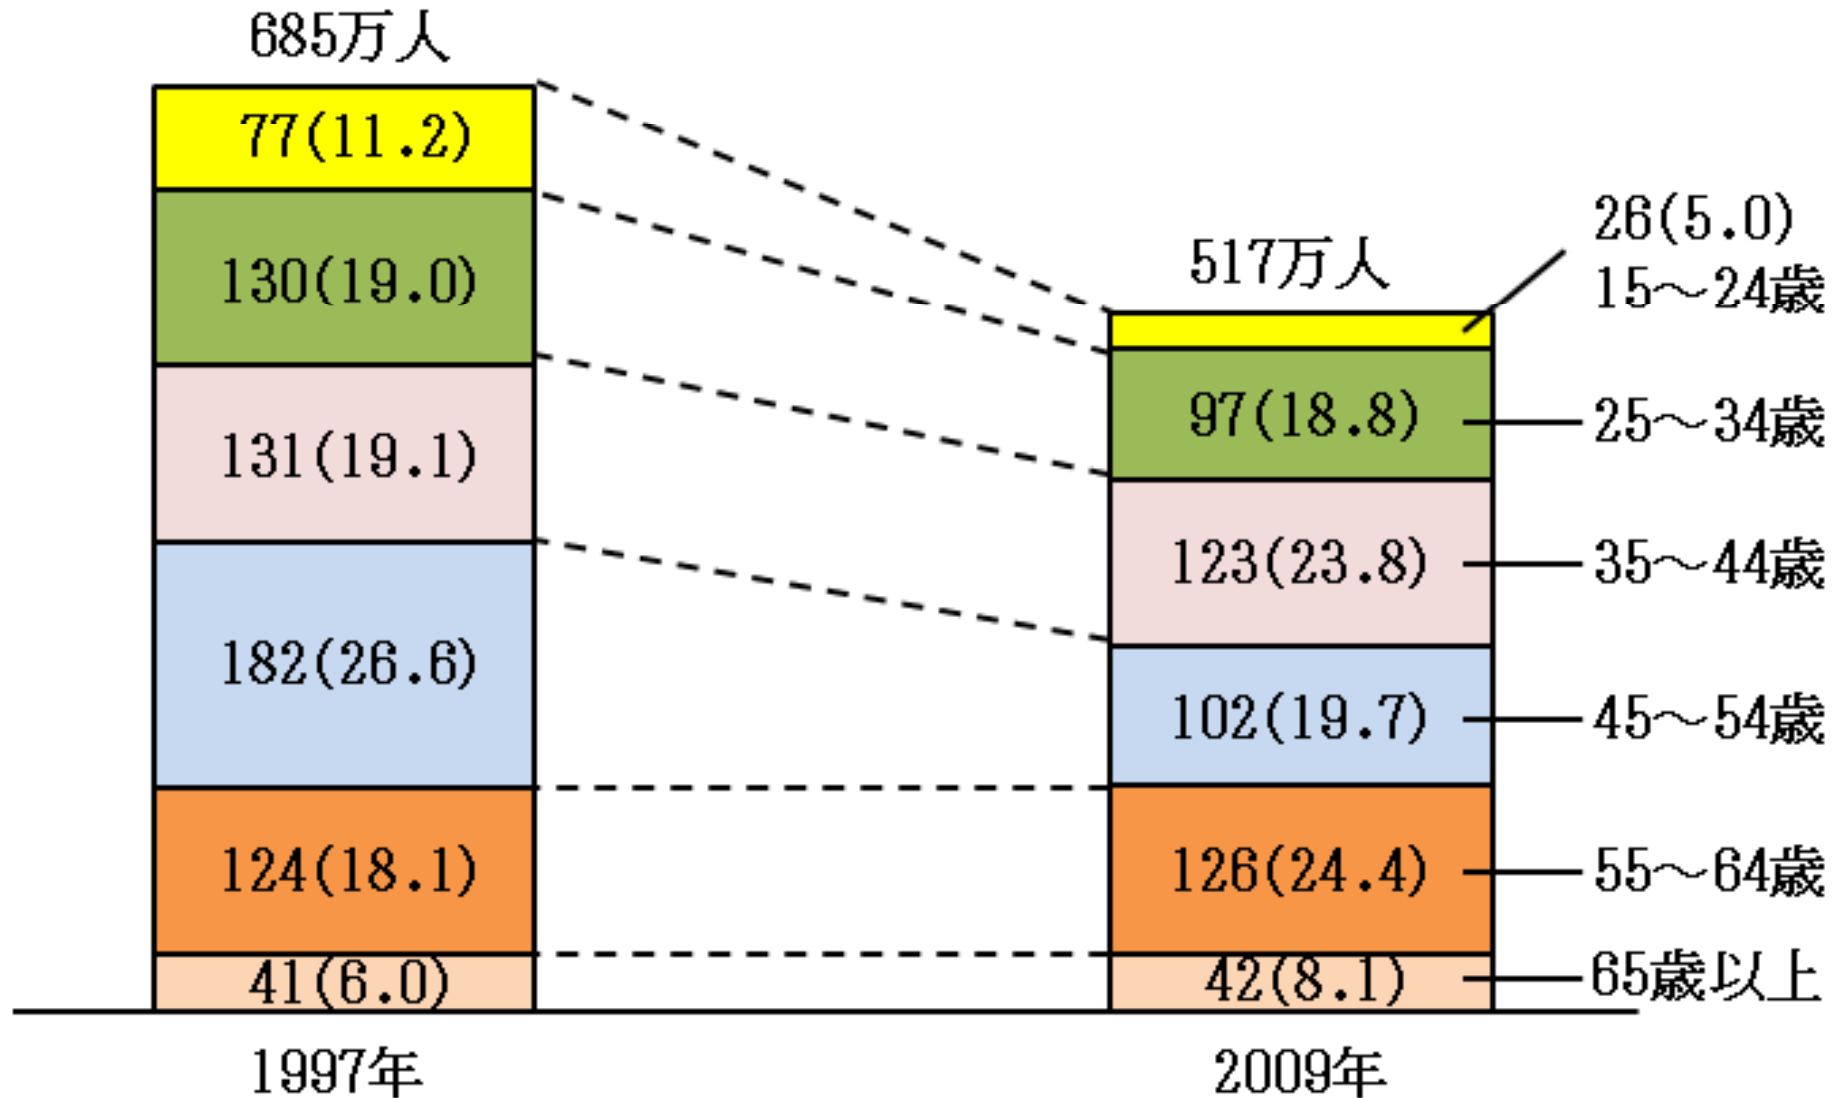 685万人
77(11.2)
130(19.0)
131(19.1)
182(26.6)
124(18.1)
41(6.0)
1997年
517万人
26(5.0)
15～24歳
97(18.8)
25～34歳
123(23.8)
35～44歳
102(19.7)
45～54歳
126(24.4)
55～64歳
42(8.1)
65歳以上
2009年